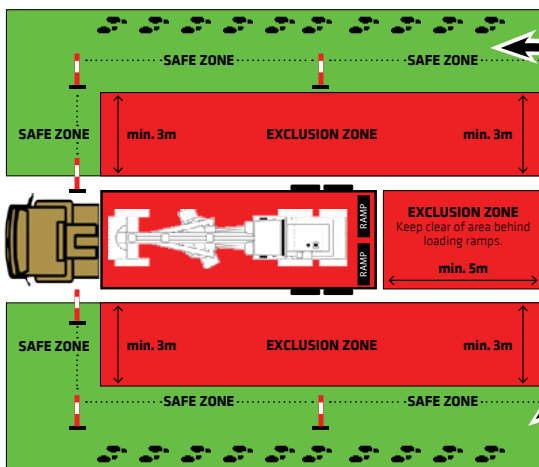 SAFE ZONE SAFE ZONE
SAFE ZONE min. 3m EXCLUSION ZONE min. 3m
RAMP
RAMP
EXCLUSION ZONE
Keep clear of area behind
loading ramps.
min. 5m
SAFE ZONE min. 3m EXCLUSION ZONE min. 3m
SAFE ZONE SAFE ZONE